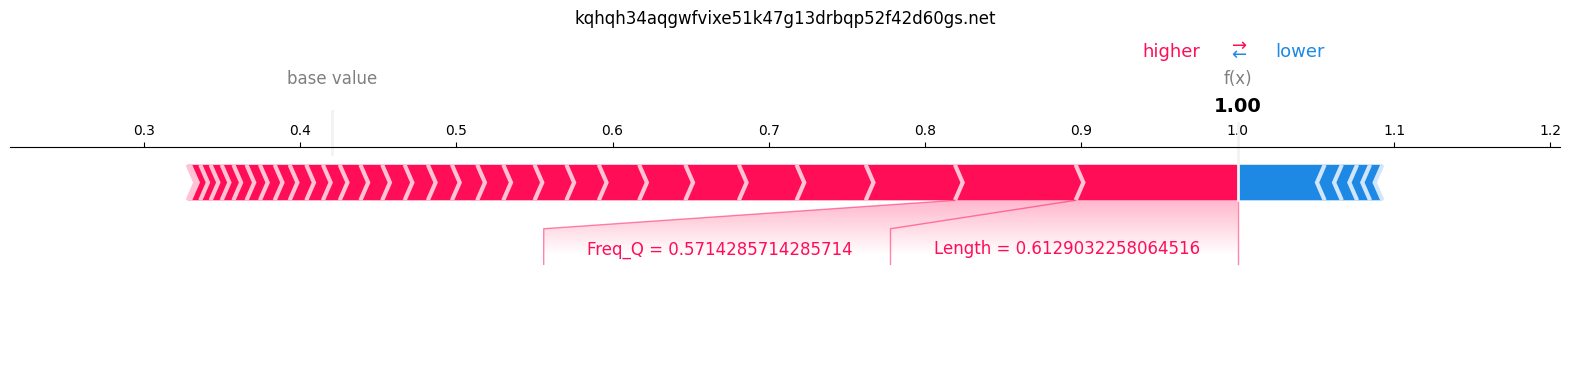 kqhqh34aqgwfvixe51k47g13drbqp52f42d60gs.net
higher ⇄ lower
base value f(x)
1.00
0.3 0.4 0.5 0.6 0.7 0.8 0.9 1.0 1.1 1.2
Freq_Q = 0.5714285714285714 Length = 0.6129032258064516